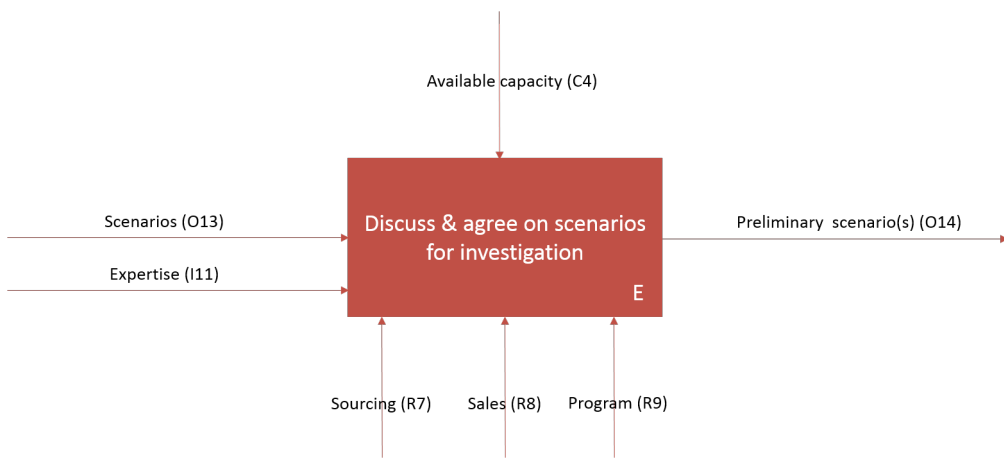 Available capacity (C4)
Scenarios (O13)
Discuss & agree on scenarios
for investigation
Preliminary  scenario(s) (O14)
Expertise (I11)
E
Sourcing (R7)
Sales (R8)
Program (R9)